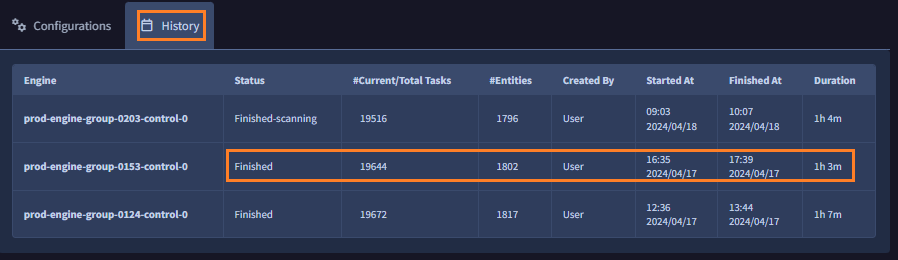 Configurations History
Engine Status #Current/Total Tasks #Entities Created By Started At Finished At Duration
prod-engine-group-0203-control-0 Finished-scanning 19516 1796 User 09:03 2024/04/18 10:07 2024/04/18 1h 4m
prod-engine-group-0153-control-0 Finished 19644 1802 User 16:35 2024/04/17 17:39 2024/04/17 1h 3m
prod-engine-group-0124-control-0 Finished 19672 1817 User 12:36 2024/04/17 13:44 2024/04/17 1h 7m